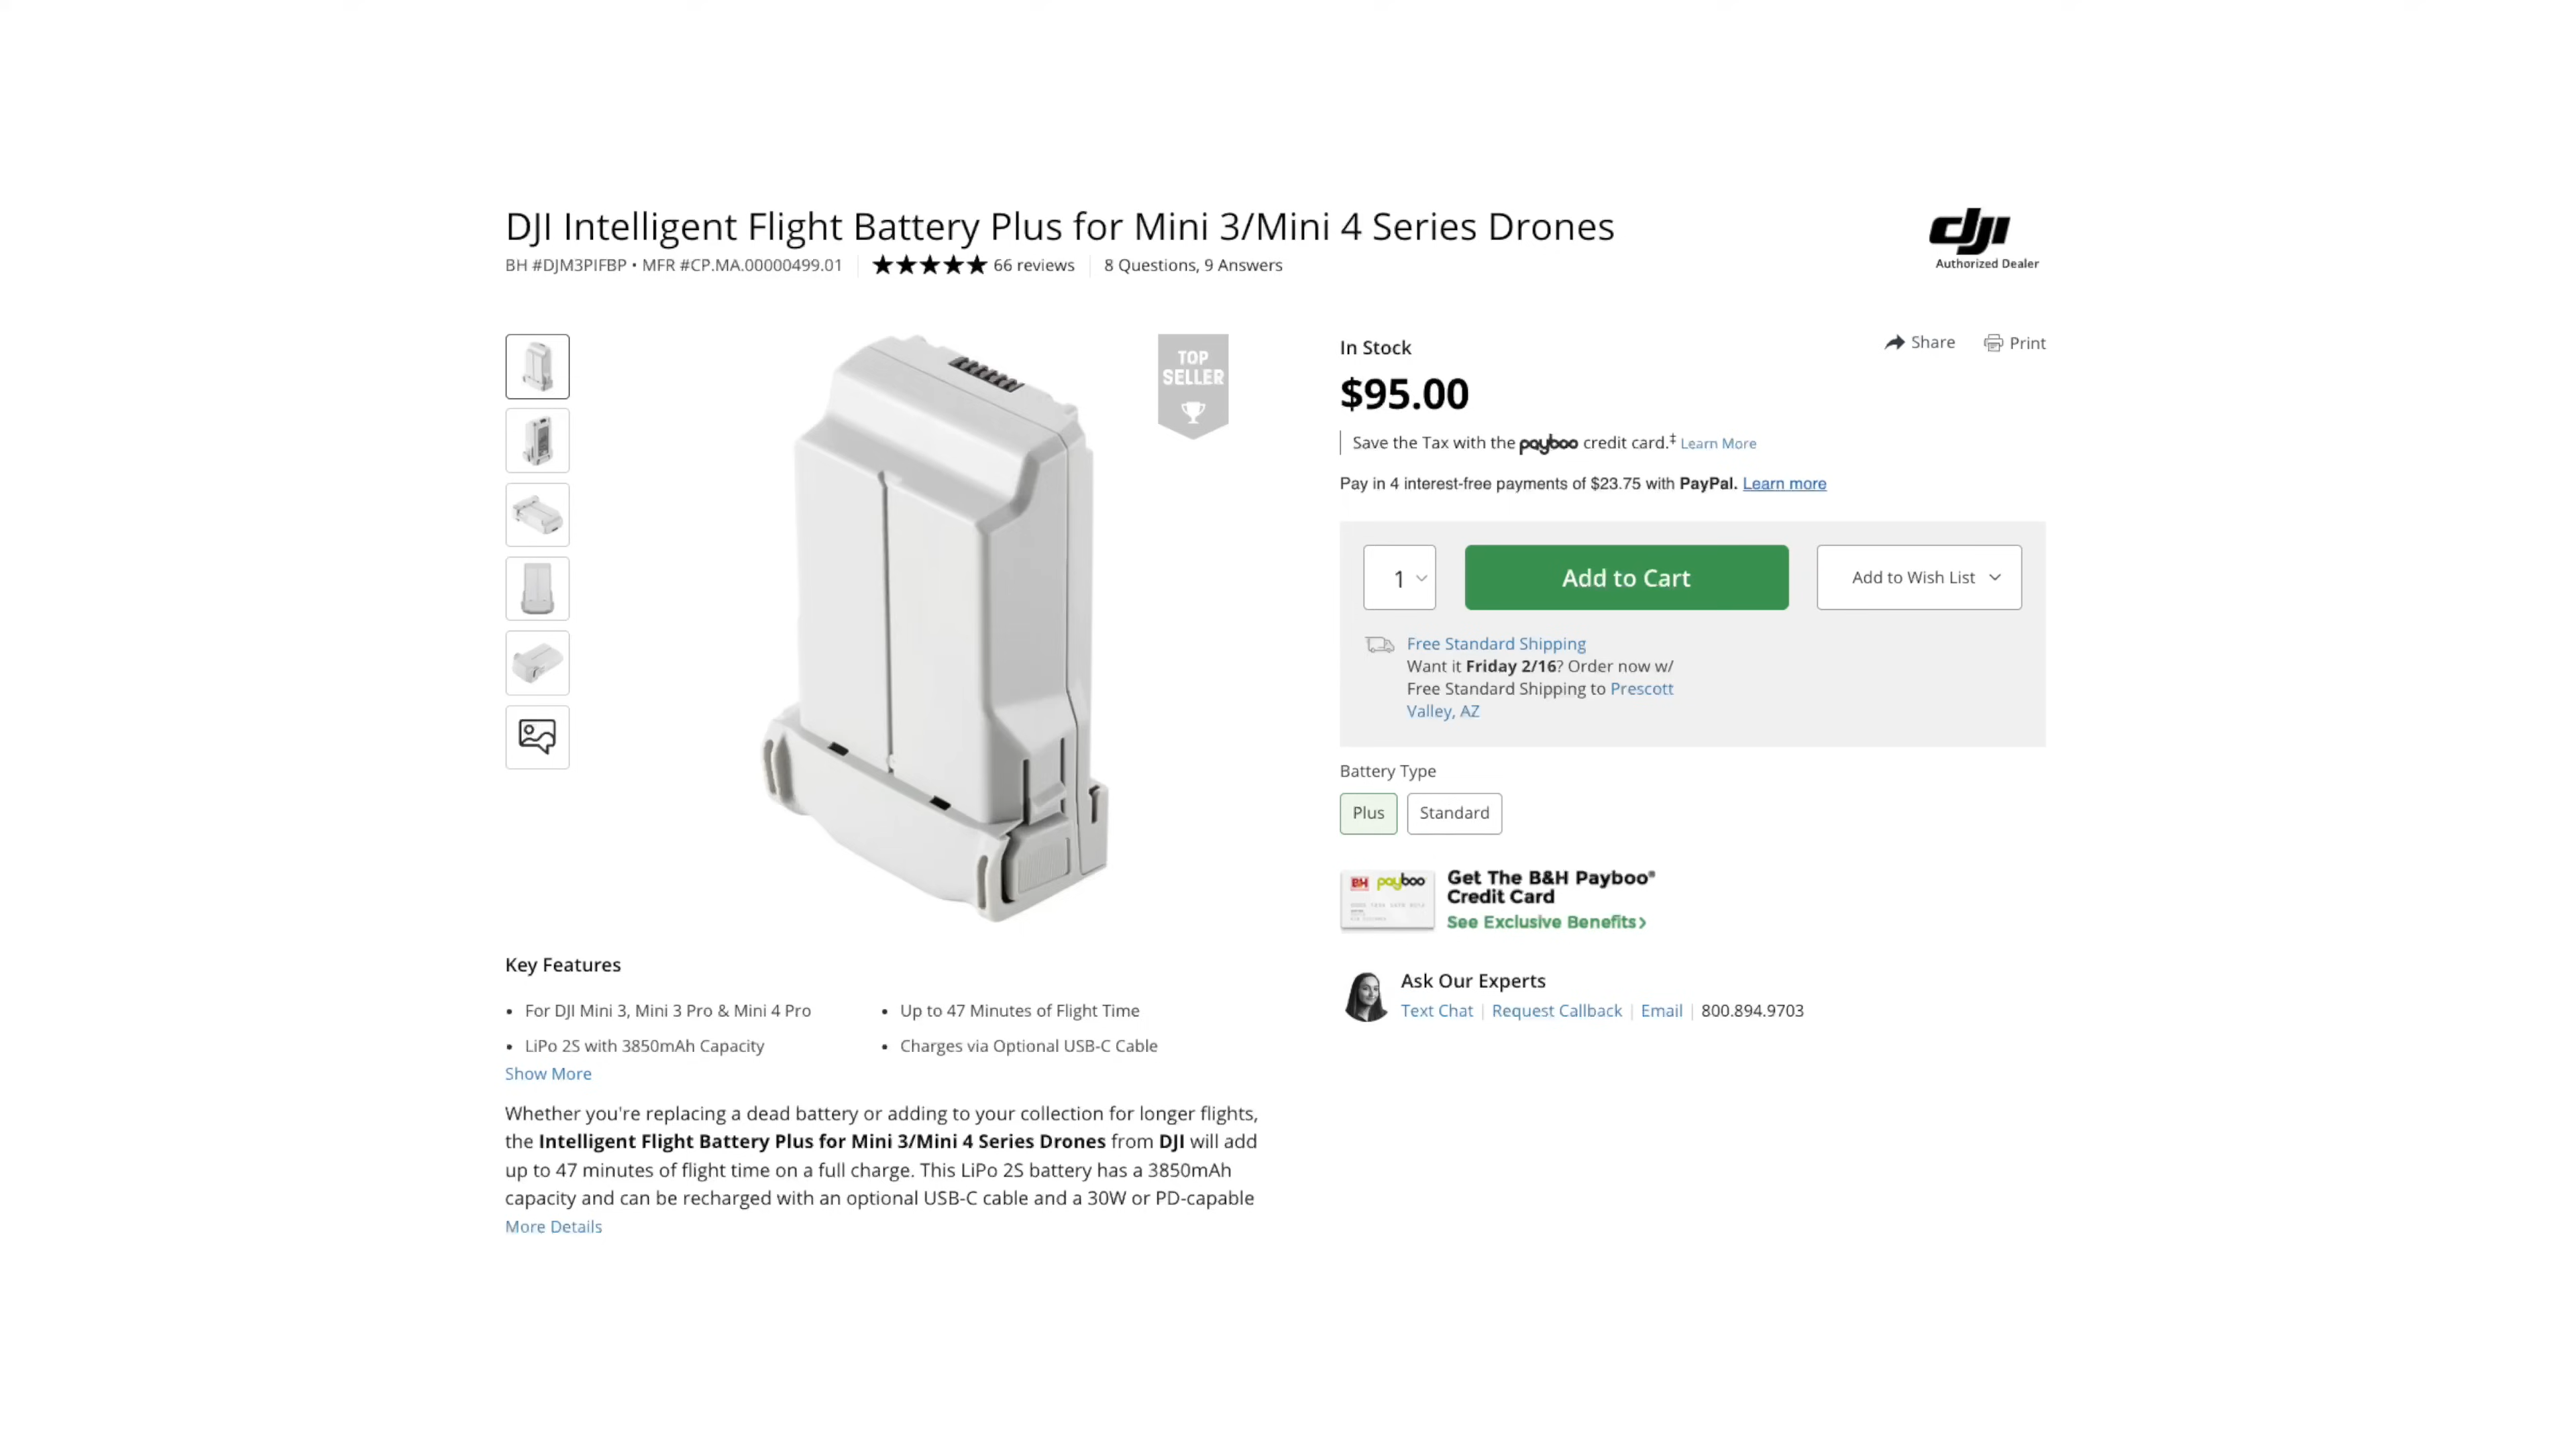 DJI Intelligent Flight Battery Plus for Mini 3/Mini 4 Series Drones
BH #DJM3PIFBP • MFR #CP.MA.00000499.01
66 reviews
8 Questions, 9 Answers
dji
Authorized Dealer
TOP
SELLER
In Stock
Share
Print
$95.00
Save the Tax with the payboo credit card.‡ Learn More
Pay in 4 interest-free payments of $23.75 with PayPal. Learn more
1
Add to Cart
Add to Wish List
Free Standard Shipping
Want it Friday 2/16? Order now w/
Free Standard Shipping to Prescott
Valley, AZ
Battery Type
Plus
Standard
BH payboo
Get The B&H Payboo®
Credit Card
See Exclusive Benefits>
Ask Our Experts
Text Chat | Request Callback | Email | 800.894.9703
Key Features
• For DJI Mini 3, Mini 3 Pro & Mini 4 Pro
• LiPo 2S with 3850mAh Capacity
• Up to 47 Minutes of Flight Time
• Charges via Optional USB-C Cable
Show More
Whether you're replacing a dead battery or adding to your collection for longer flights,
the Intelligent Flight Battery Plus for Mini 3/Mini 4 Series Drones from DJI will add
up to 47 minutes of flight time on a full charge. This LiPo 2S battery has a 3850mAh
capacity and can be recharged with an optional USB-C cable and a 30W or PD-capable
More Details